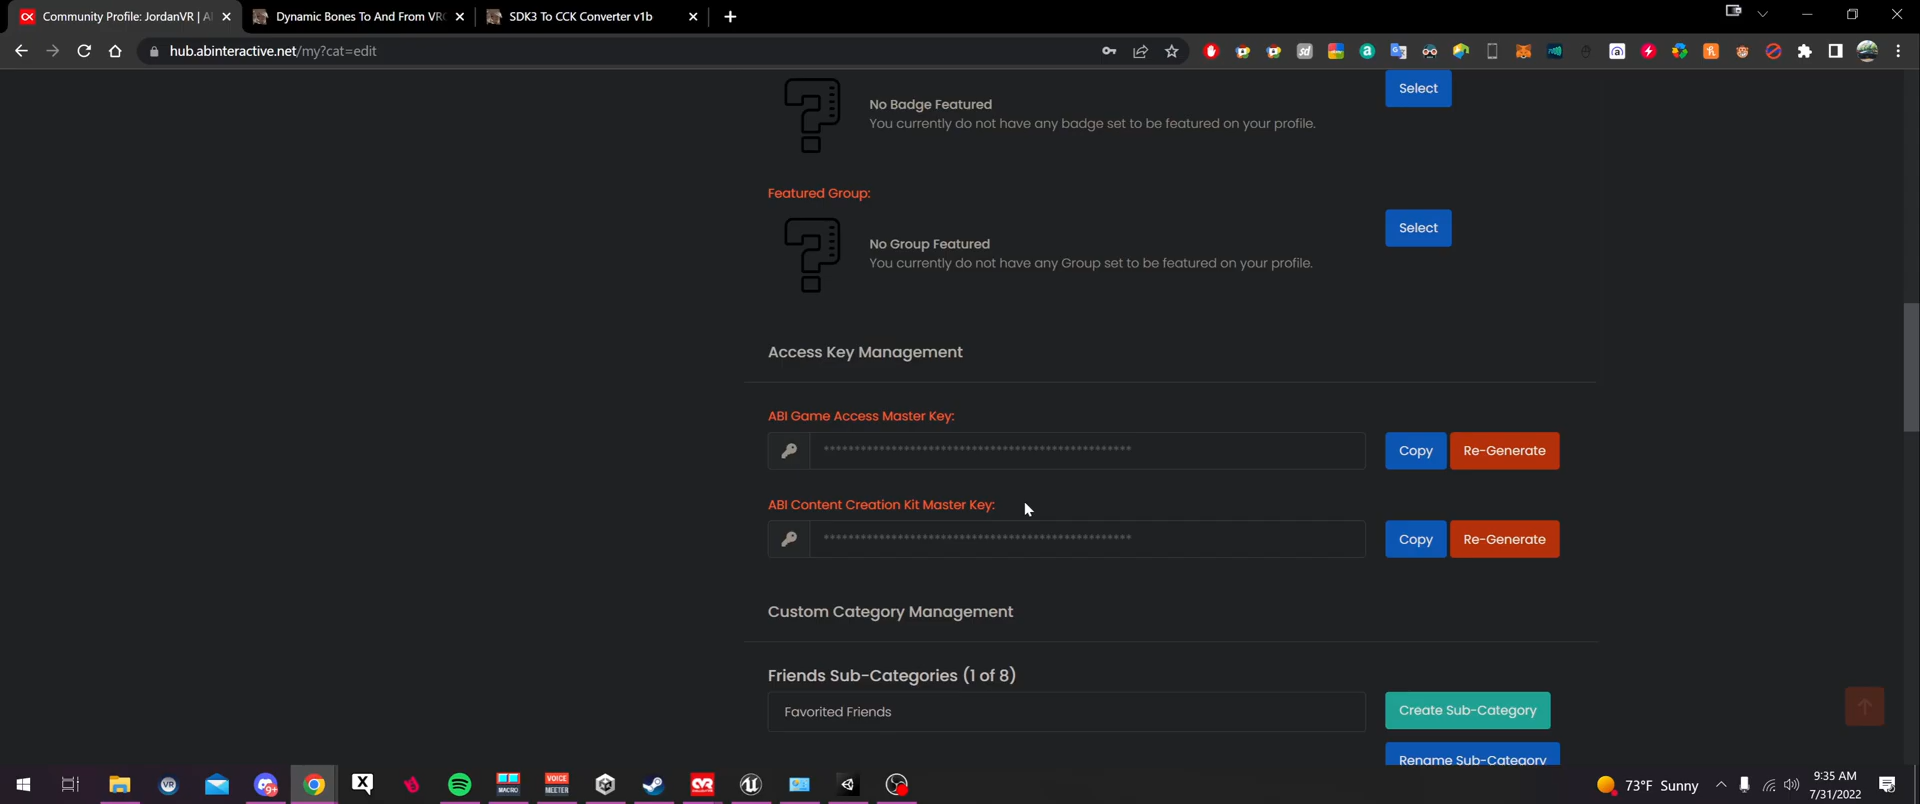 Community Profile: JordanVR | A
Dynamic Bones To And From VRC
SDK3 To CCK Converter v1b
hub.abinteractive.net/my?cat=edit
No Badge Featured
You currently do not have any badge set to be featured on your profile.
Select
Featured Group:
No Group Featured
You currently do not have any Group set to be featured on your profile.
Select
Access Key Management
ABI Game Access Master Key:
**************************************************
Copy
Re-Generate
ABI Content Creation Kit Master Key:
**************************************************
Copy
Re-Generate
Custom Category Management
Friends Sub-Categories (1 of 8)
Favorited Friends
Create Sub-Category
Rename Sub-Category
9+
MACRO
VOICE
MEETER
73°F Sunny
9:35 AM
7/31/2022